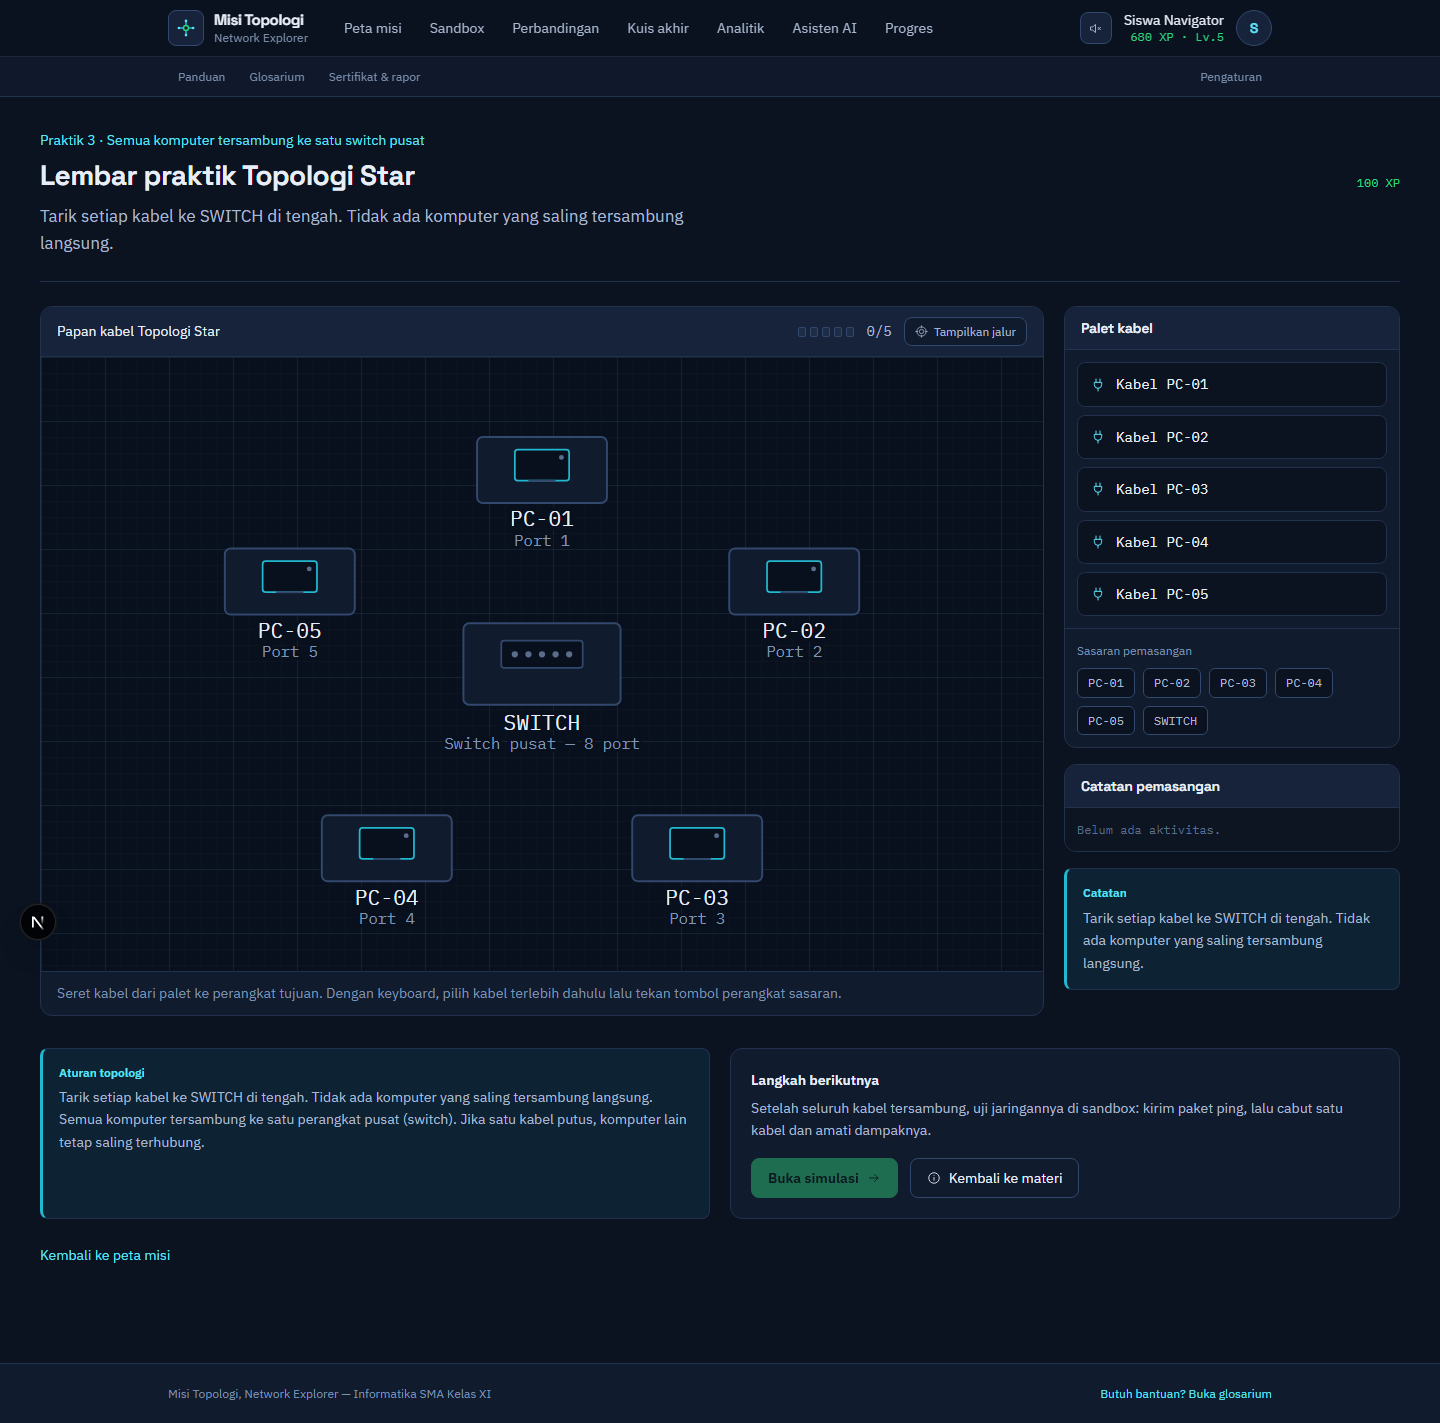 Misi Topologi
Network Explorer
Peta misi
Sandbox
Perbandingan
Kuis akhir
Analitik
Asisten AI
Progres
Siswa Navigator
680 XP · Lv.5
S
Panduan
Glosarium
Sertifikat & rapor
Pengaturan
Praktik 3 · Semua komputer tersambung ke satu switch pusat
Lembar praktik Topologi Star
100 XP
Tarik setiap kabel ke SWITCH di tengah. Tidak ada komputer yang saling tersambung
langsung.
Papan kabel Topologi Star
0/5
Tampilkan jalur
PC-01
Port 1
PC-05
Port 5
PC-02
Port 2
SWITCH
Switch pusat — 8 port
PC-04
Port 4
PC-03
Port 3
Seret kabel dari palet ke perangkat tujuan. Dengan keyboard, pilih kabel terlebih dahulu lalu tekan tombol perangkat sasaran.
Palet kabel
Kabel PC-01
Kabel PC-02
Kabel PC-03
Kabel PC-04
Kabel PC-05
Sasaran pemasangan
PC-01
PC-02
PC-03
PC-04
PC-05
SWITCH
Catatan pemasangan
Belum ada aktivitas.
Catatan
Tarik setiap kabel ke SWITCH di tengah. Tidak
ada komputer yang saling tersambung
langsung.
N
Aturan topologi
Tarik setiap kabel ke SWITCH di tengah. Tidak ada komputer yang saling tersambung langsung.
Semua komputer tersambung ke satu perangkat pusat (switch). Jika satu kabel putus, komputer lain
tetap saling terhubung.
Langkah berikutnya
Setelah seluruh kabel tersambung, uji jaringannya di sandbox: kirim paket ping, lalu cabut satu
kabel dan amati dampaknya.
Buka simulasi
Kembali ke materi
Kembali ke peta misi
Misi Topologi, Network Explorer — Informatika SMA Kelas XI
Butuh bantuan? Buka glosarium